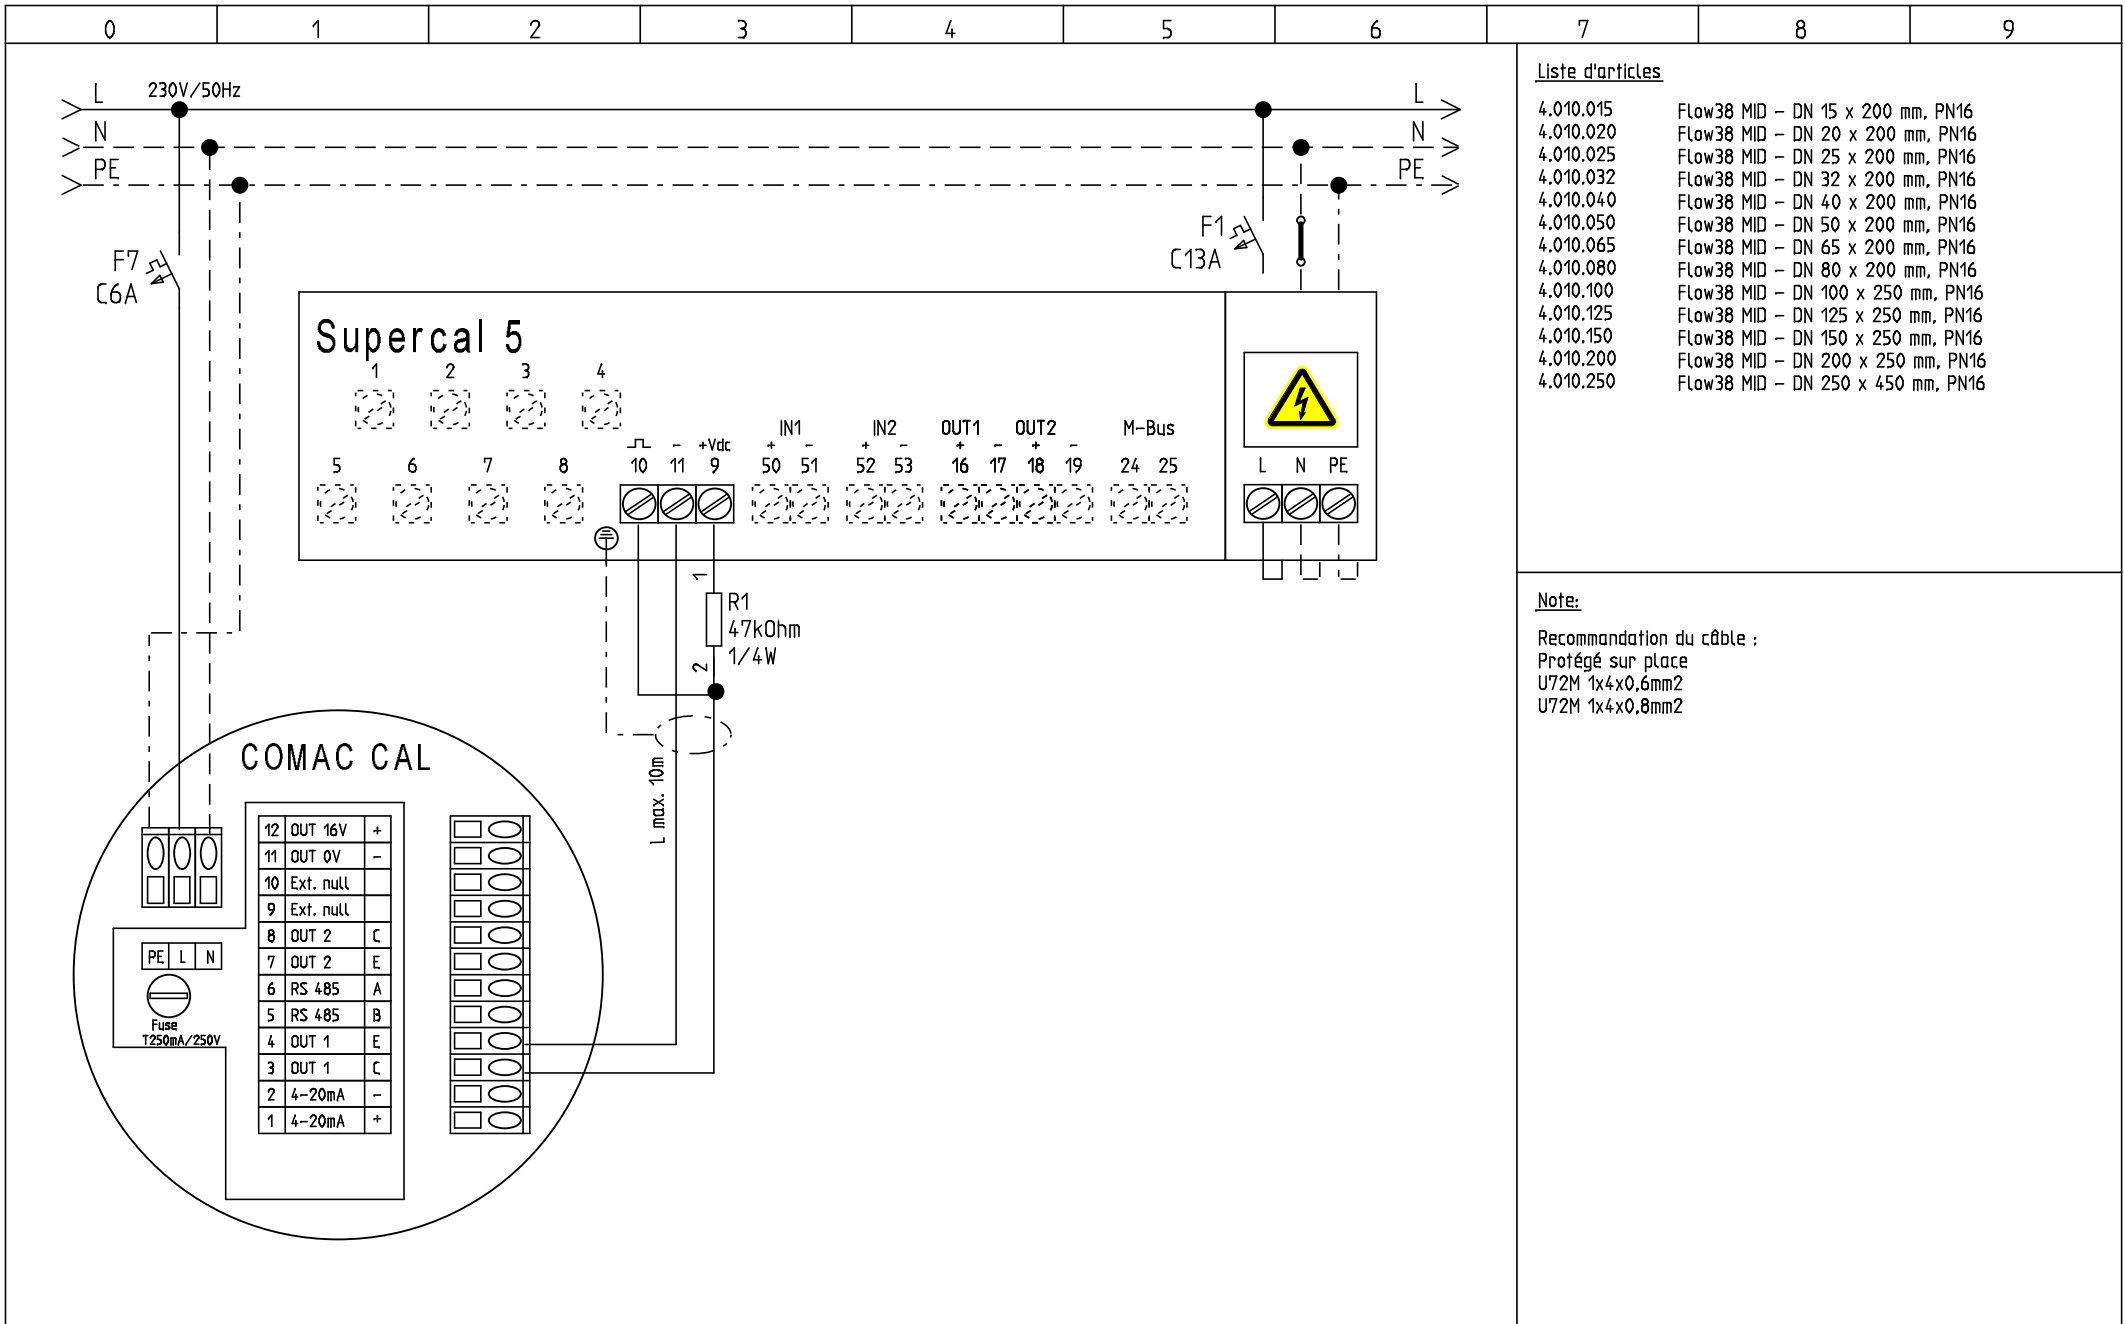 0 1 2 3 4 5 6 7 8 9
L 230V/50Hz L
N N
PE PE
F7
C6A
F1
C13A
Supercal 5
1 2 3 4
IN1 IN2 OUT1 OUT2 M-Bus
- +Vdc + - + - + - + -
5 6 7 8 10 11 9 50 51 52 53 16 17 18 19 24 25
L N PE
1
R1
47kOhm
1/4W
2
L max. 10m
COMAC CAL
12 OUT 16V +
11 OUT 0V -
10 Ext. null
9 Ext. null
8 OUT 2 C
7 OUT 2 E
6 RS 485 A
5 RS 485 B
4 OUT 1 E
3 OUT 1 C
2 4-20mA -
1 4-20mA +
PE L N
Fuse
T250mA/250V
Liste d'articles
4.010.015 Flow38 MID - DN 15 x 200 mm, PN16
4.010.020 Flow38 MID - DN 20 x 200 mm, PN16
4.010.025 Flow38 MID - DN 25 x 200 mm, PN16
4.010.032 Flow38 MID - DN 32 x 200 mm, PN16
4.010.040 Flow38 MID - DN 40 x 200 mm, PN16
4.010.050 Flow38 MID - DN 50 x 200 mm, PN16
4.010.065 Flow38 MID - DN 65 x 200 mm, PN16
4.010.080 Flow38 MID - DN 80 x 200 mm, PN16
4.010.100 Flow38 MID - DN 100 x 250 mm, PN16
4.010.125 Flow38 MID - DN 125 x 250 mm, PN16
4.010.150 Flow38 MID - DN 150 x 250 mm, PN16
4.010.200 Flow38 MID - DN 200 x 250 mm, PN16
4.010.250 Flow38 MID - DN 250 x 450 mm, PN16
Note:
Recommandation du câble :
Protégé sur place
U72M 1x4x0,6mm2
U72M 1x4x0,8mm2